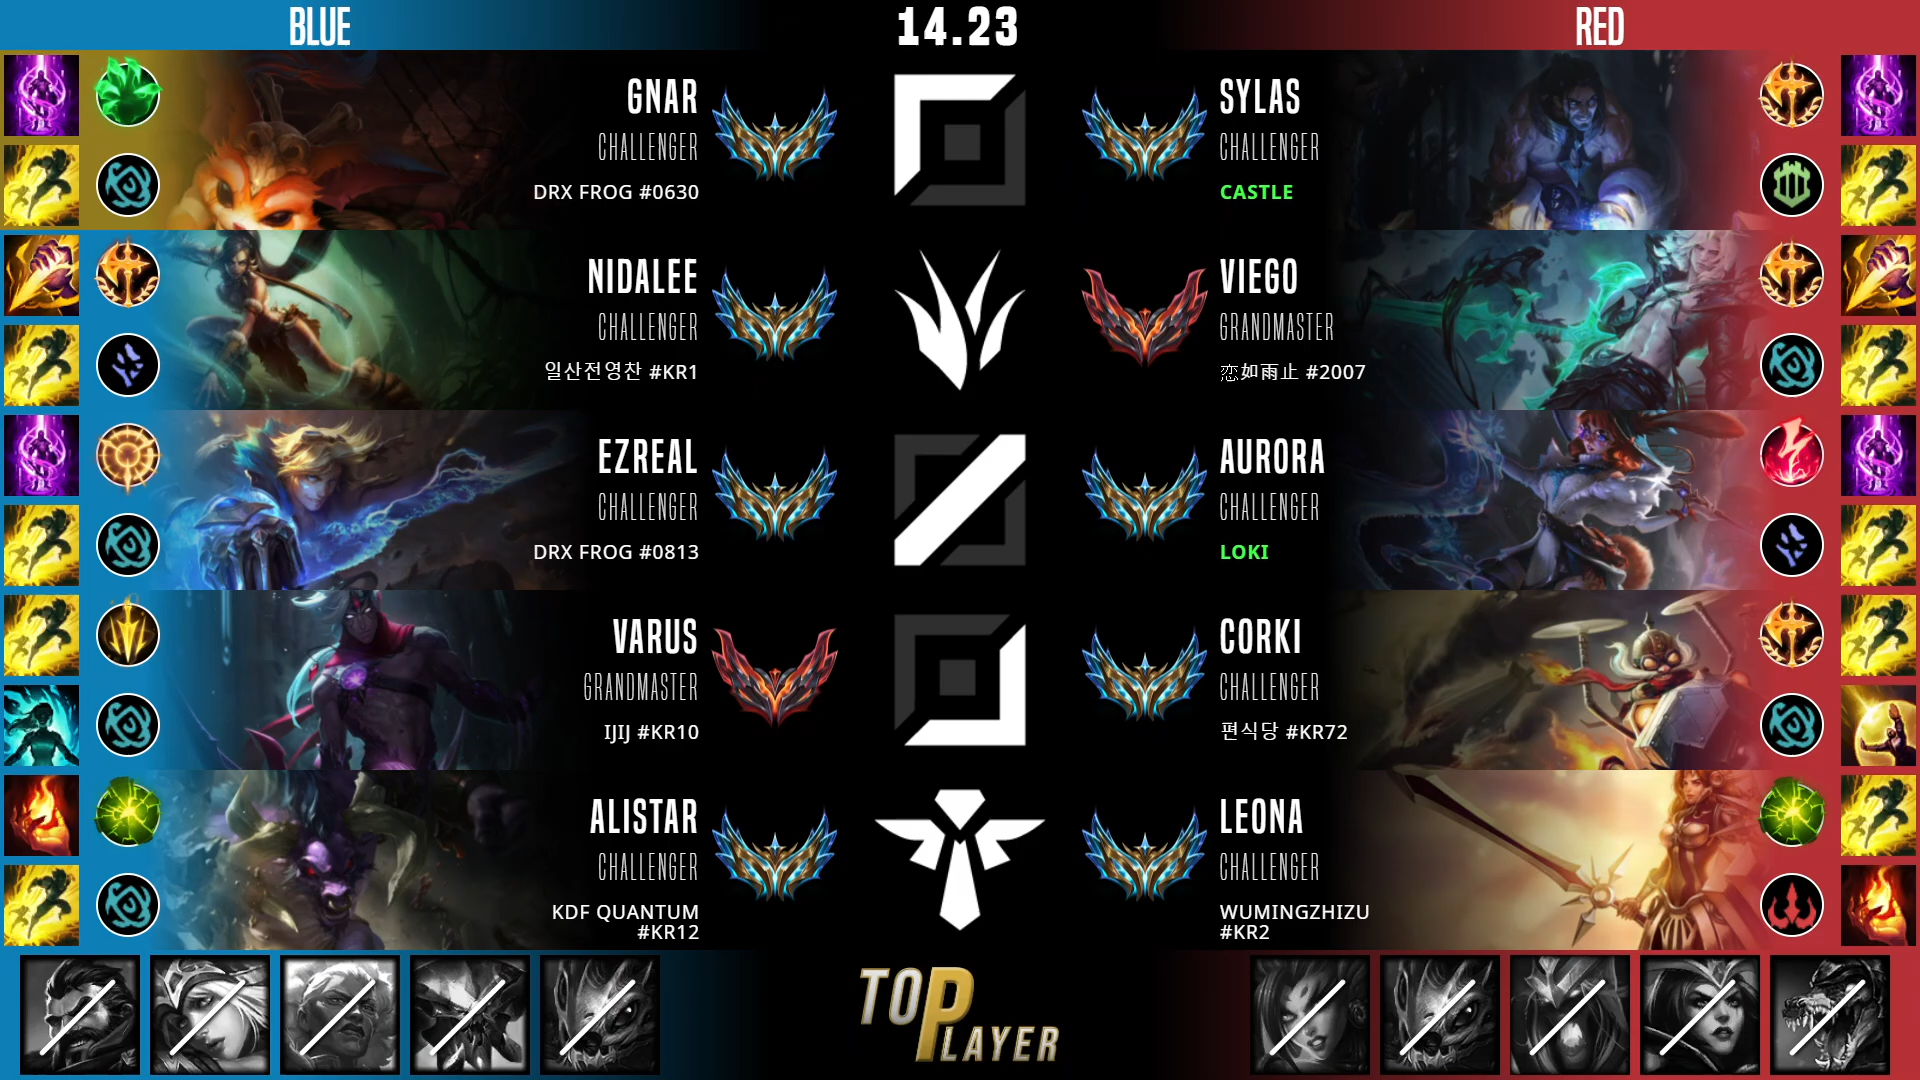 BLUE
14.23
RED
GNAR
CHALLENGER
DRX FROG #0630
SYLAS
CHALLENGER
CASTLE
NIDALEE
CHALLENGER
일산전영찬 #KR1
VIEGO
GRANDMASTER
恋如雨止 #2007
EZREAL
CHALLENGER
DRX FROG #0813
AURORA
CHALLENGER
LOKI
VARUS
GRANDMASTER
IJIJ #KR10
CORKI
CHALLENGER
편식당 #KR72
ALISTAR
CHALLENGER
KDF QUANTUM
#KR12
LEONA
CHALLENGER
WUMINGZHIZU
#KR2
TOP
PLAYER